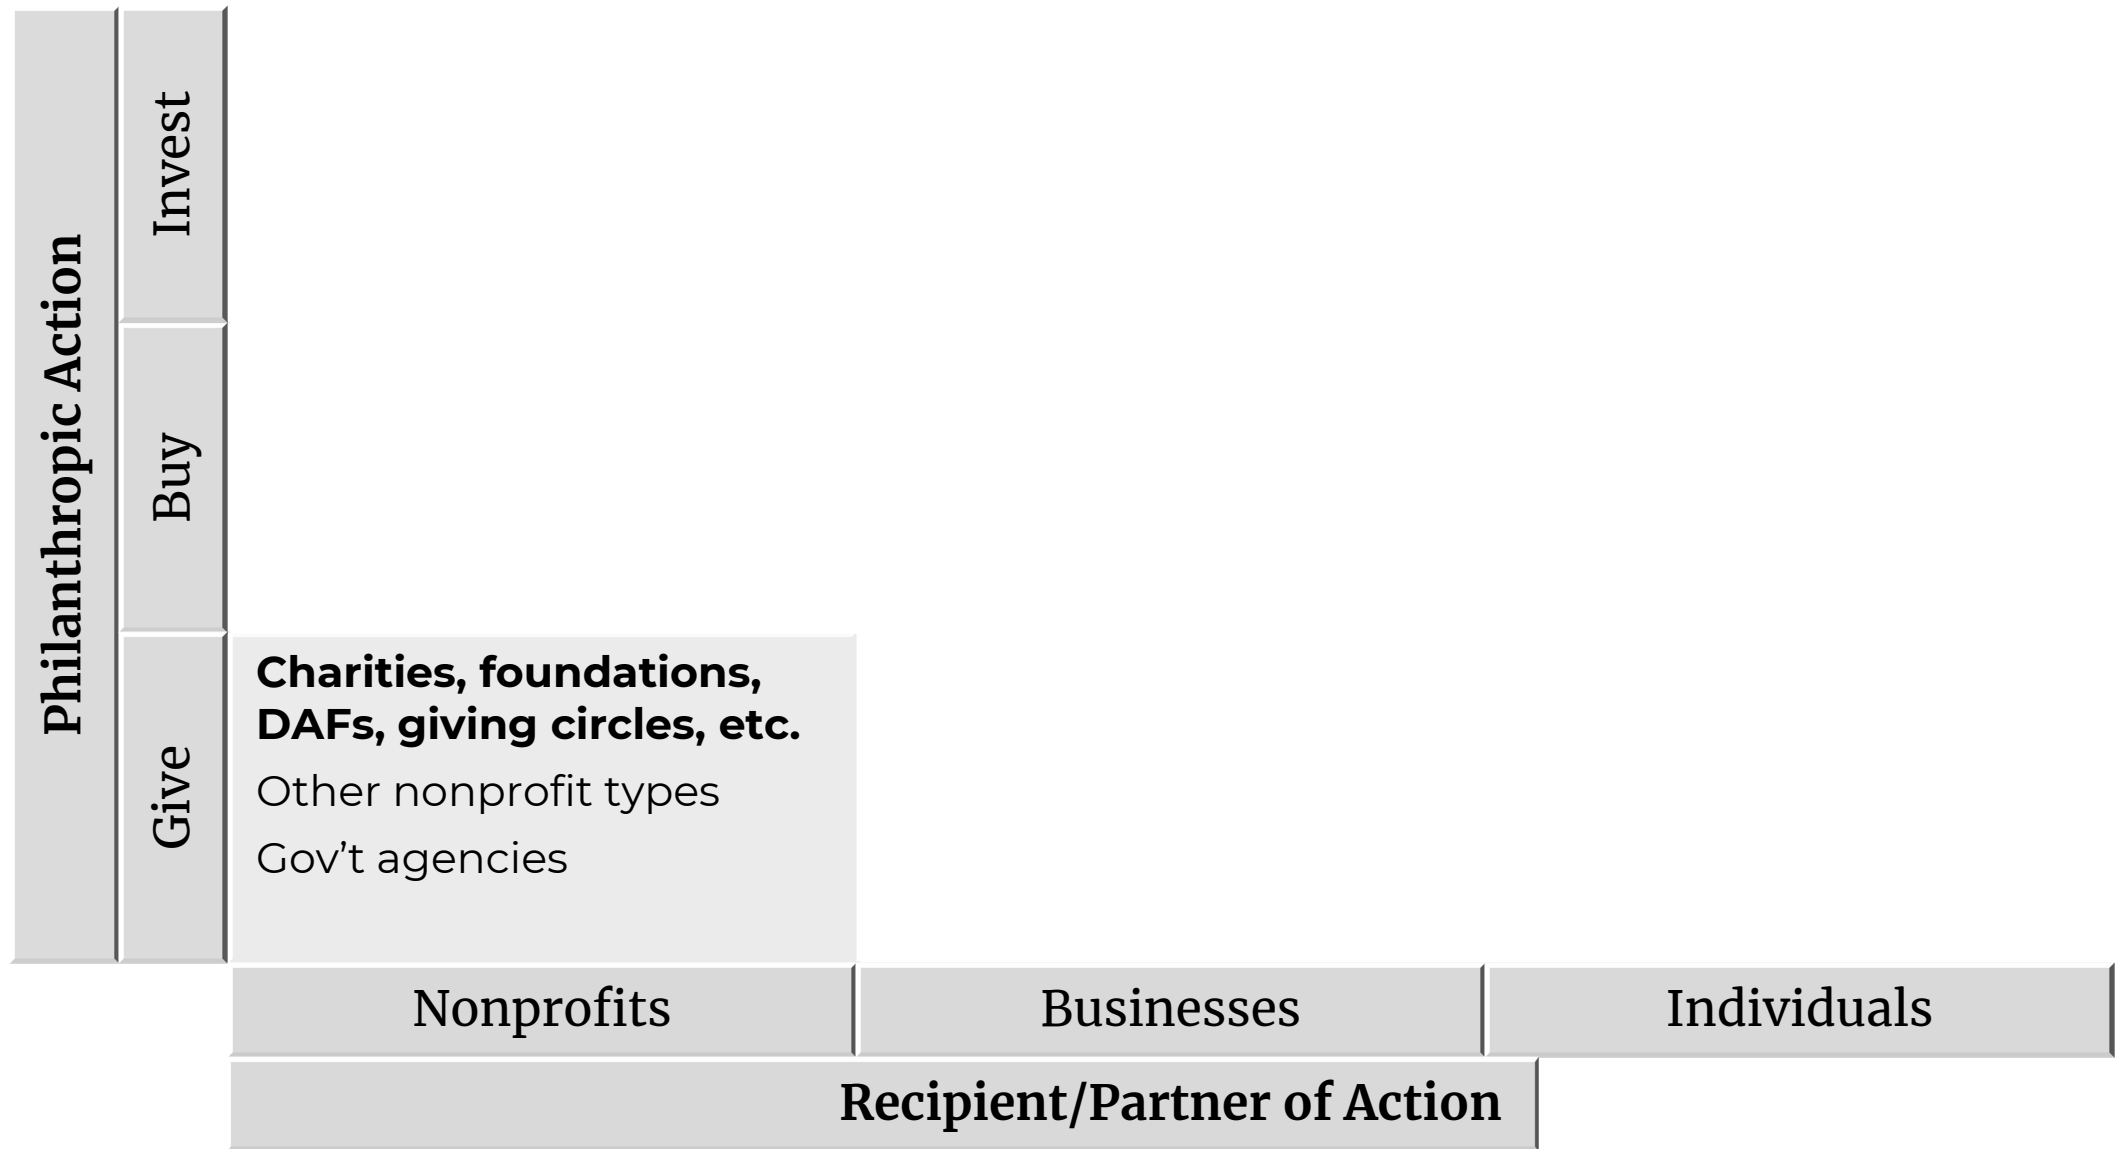 Philanthropic Action
Invest
Buy
Give
Charities, foundations,
DAFs, giving circles, etc.
Other nonprofit types
Gov’t agencies
Nonprofits
Businesses
Individuals
Recipient/Partner of Action